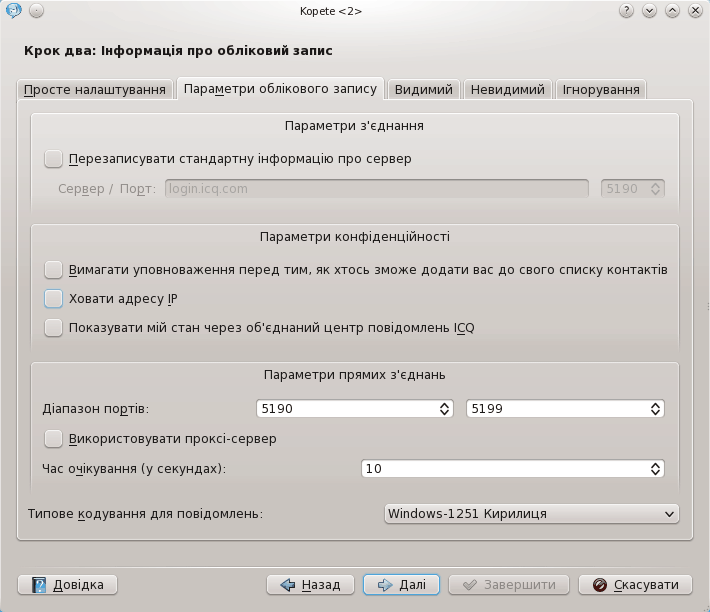 Kopete <2>
Крок два: Інформація про обліковий запис
Просте налаштування Параметри облікового запису Видимий Невидимий Ігнорування
Параметри з'єднання
Перезаписувати стандартну інформацію про сервер
Сервер / Порт: login.icq.com 5190
Параметри конфіденційності
Вимагати уповноваження перед тим, як хтось зможе додати вас до свого списку контактів
Ховати адресу IP
Показувати мій стан через об'єднаний центр повідомлень ICQ
Параметри прямих з'єднань
Діапазон портів: 5190 5199
Використовувати проксі-сервер
Час очікування (у секундах): 10
Типове кодування для повідомлень: Windows-1251 Кирилиця
Довідка Назад Далі Завершити Скасувати